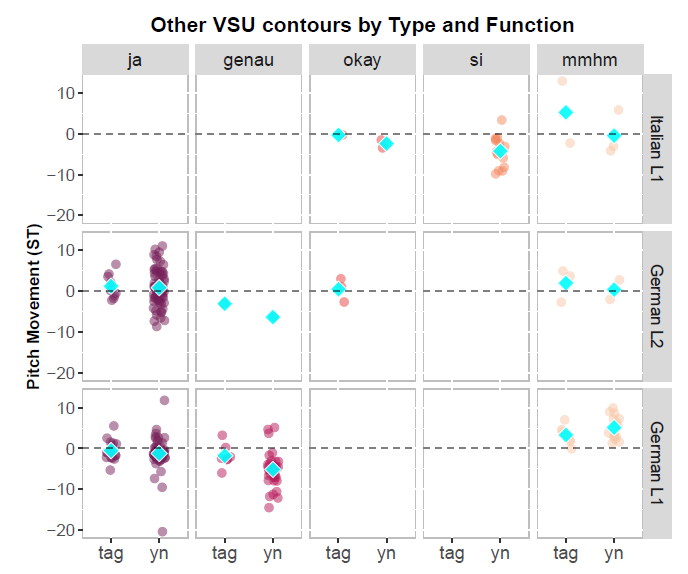 Other VSU contours by Type and Function
ja genau okay si mmhm
Pitch Movement (ST)
10
0
−10
−20
Italian L1
10
0
−10
−20
German L2
10
0
−10
−20
German L1
tag yn tag yn tag yn tag yn tag yn